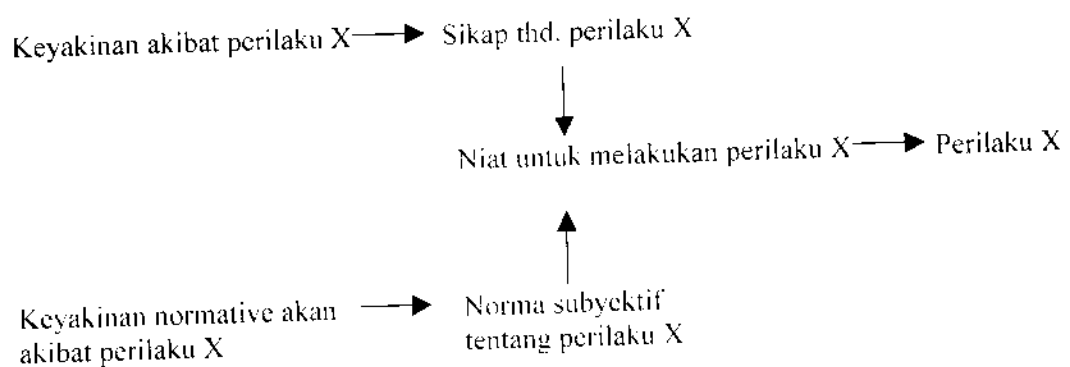 Keyakinan akibat perilaku X
Sikap thd. perilaku X
Niat untuk melakukan perilaku X
Perilaku X
Keyakinan normative akan
akibat perilaku X
Norma subyektif
tentang perilaku X